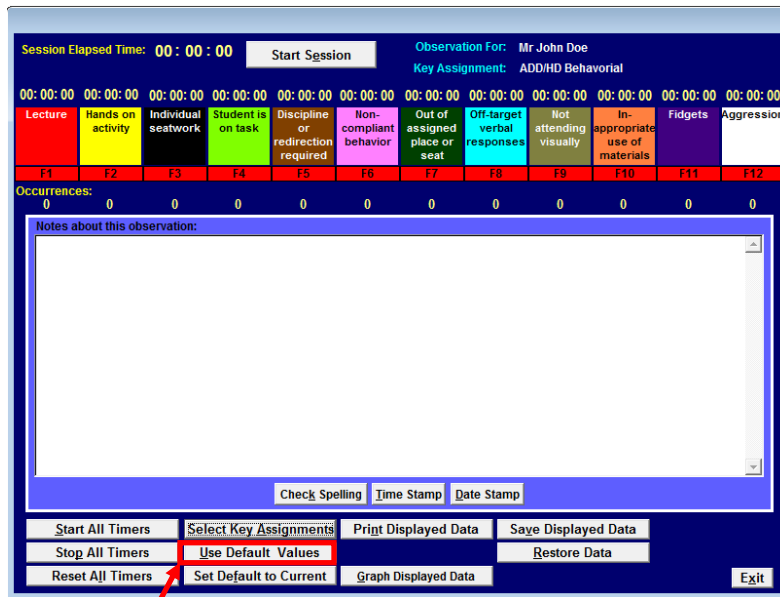 Session Elapsed Time: 00: 00 : 00 Start Session Observation For: Mr John Doe
Key Assignment: ADD/HD Behavorial
00: 00: 00 00: 00: 00 00: 00: 00 00: 00: 00 00: 00: 00 00: 00: 00 00: 00: 00 00: 00: 00 00: 00: 00 00: 00: 00 00: 00: 00 00: 00: 00
Lecture
Hands on
activity
Individual
seatwork
Student is
on task
Discipline
or
redirection
required
Non-
compliant
behavior
Out of
assigned
place or
seat
Off-target
verbal
responses
Not
attending
visually
In-
appropriate
use of
materials
Fidgets
Aggressio
F1 F2 F3 F4 F5 F6 F7 F8 F9 F10 F11 F12
Occurrences:
0 0 0 0 0 0 0 0 0 0 0 0
Notes about this observation:
Check Spelling Time Stamp Date Stamp
Start All Timers Select Key Assignments Print Displayed Data Save Displayed Data
Stop All Timers Use Default Values Restore Data
Reset All Timers Set Default to Current Graph Displayed Data Exit